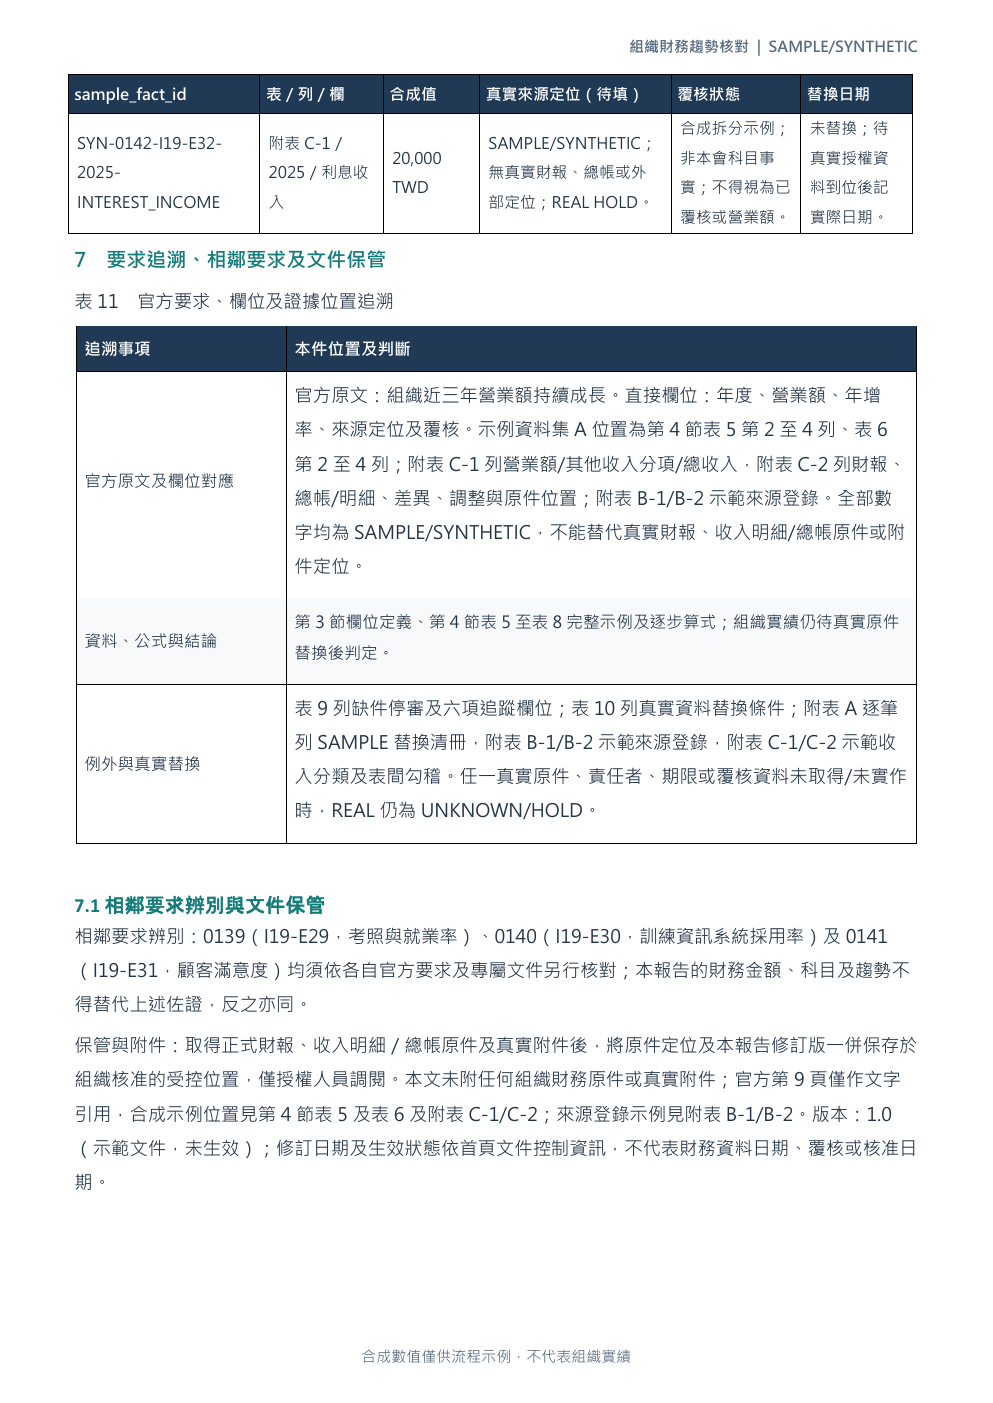 組織財務趨勢核對｜SAMPLE/SYNTHETIC
sample_fact_id
表 / 列 / 欄
合成值
真實來源定位（待填）
覆核狀態
替換日期
SYN-0142-I19-E32-
2025-
INTEREST_INCOME
附表 C-1 /
2025 / 利息收
入
20,000
TWD
SAMPLE/SYNTHETIC；
無真實財報、總帳或外
部定位；REAL HOLD。
合成拆分示例；
非本會科目事
實；不得視為已
覆核或營業額。
未替換；待
真實授權資
料到位後記
實際日期。
7　要求追溯、相鄰要求及文件保管
表 11　官方要求、欄位及證據位置追溯
追溯事項
本件位置及判斷
官方原文及欄位對應
官方原文：組織近三年營業額持續成長。直接欄位：年度、營業額、年增
率、來源定位及覆核。示例資料集 A 位置為第 4 節表 5 第 2 至 4 列、表 6
第 2 至 4 列；附表 C-1 列營業額/其他收入分項/總收入，附表 C-2 列財報、
總帳/明細、差異、調整與原件位置；附表 B-1/B-2 示範來源登錄。全部數
字均為 SAMPLE/SYNTHETIC，不能替代真實財報、收入明細/總帳原件或附
件定位。
資料、公式與結論
第 3 節欄位定義、第 4 節表 5 至表 8 完整示例及逐步算式；組織實績仍待真實原件
替換後判定。
例外與真實替換
表 9 列缺件停審及六項追蹤欄位；表 10 列真實資料替換條件；附表 A 逐筆
列 SAMPLE 替換清冊，附表 B-1/B-2 示範來源登錄，附表 C-1/C-2 示範收
入分類及表間勾稽。任一真實原件、責任者、期限或覆核資料未取得/未實作
時，REAL 仍為 UNKNOWN/HOLD。
7.1 相鄰要求辨別與文件保管
相鄰要求辨別：0139（I19-E29，考照與就業率）、0140（I19-E30，訓練資訊系統採用率）及 0141
（I19-E31，顧客滿意度）均須依各自官方要求及專屬文件另行核對；本報告的財務金額、科目及趨勢不
得替代上述佐證，反之亦同。
保管與附件：取得正式財報、收入明細 / 總帳原件及真實附件後，將原件定位及本報告修訂版一併保存於
組織核准的受控位置，僅授權人員調閱。本文未附任何組織財務原件或真實附件；官方第 9 頁僅作文字
引用，合成示例位置見第 4 節表 5 及表 6 及附表 C-1/C-2；來源登錄示例見附表 B-1/B-2。版本：1.0
（示範文件，未生效）；修訂日期及生效狀態依首頁文件控制資訊，不代表財務資料日期、覆核或核准日
期。
合成數值僅供流程示例，不代表組織實績